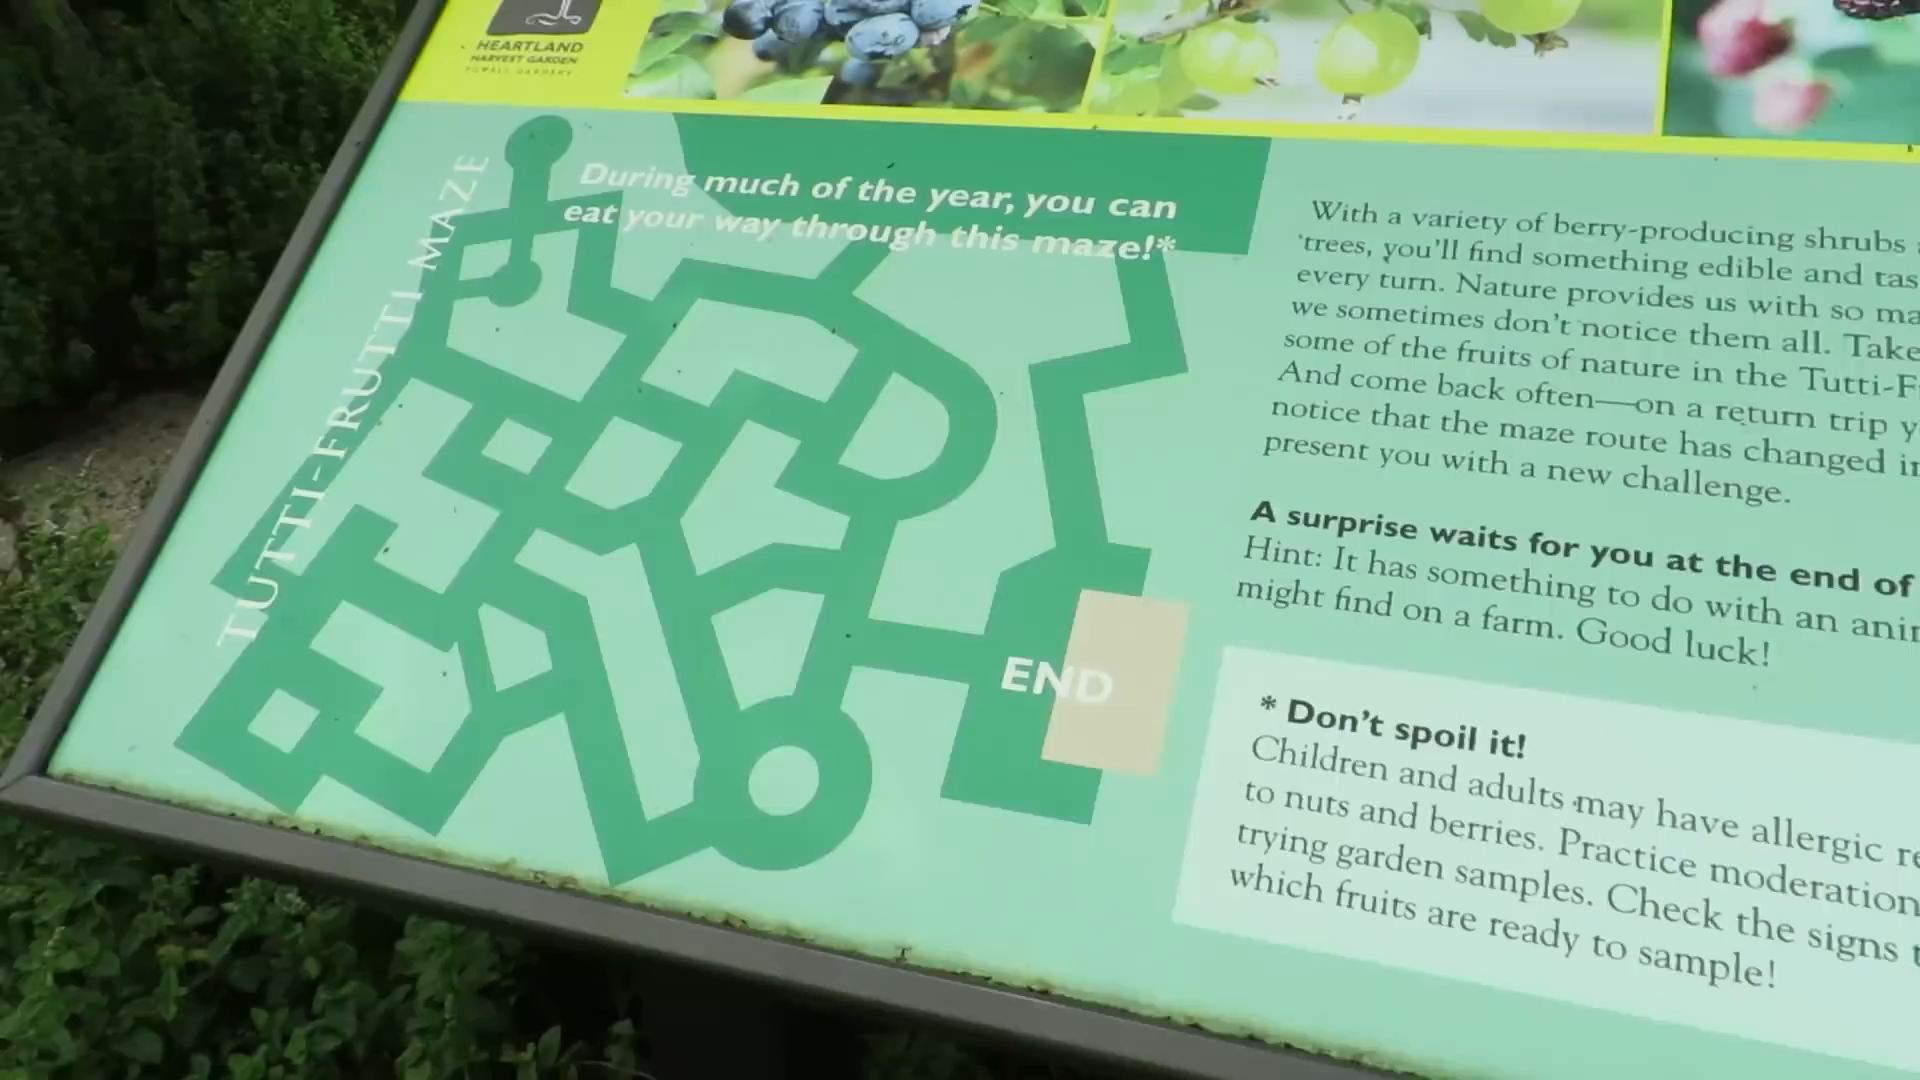 HEARTLAND
HARVEST GARDEN
POWELL GARDENS
TUTTI-FRUTTI MAZE
During much of the year, you can
eat your way through this maze!*
END
With a variety of berry-producing shrubs
trees, you'll find something edible and
every turn. Nature provides us with so
we sometimes don't notice them all. Take
some of the fruits of nature in the
And come back often—on a return trip
notice that the maze route has changed
present you with a new challenge.
A surprise waits for you at the end of
Hint: It has something to do with an
might find on a farm. Good luck!
* Don't spoil it!
Children and adults may have allergic
to nuts and berries. Practice moderation
trying garden samples. Check the signs
which fruits are ready to sample!